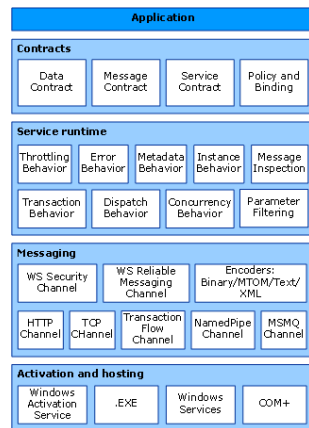 Application
Contracts
Data
Contract
Message
Contract
Service
Contract
Policy and
Binding
Service runtime
Throttling
Behavior
Error
Behavior
Metadata
Behavior
Instance
Behavior
Message
Inspection
Transaction
Behavior
Dispatch
Behavior
Concurrency
Behavior
Parameter
Filtering
Messaging
WS Security
Channel
WS Reliable
Messaging
Channel
Encoders:
Binary/MTOM/Text/
XML
HTTP
Channel
TCP
CHannel
Transaction
Flow
Channel
NamedPipe
Channel
MSMQ
Channel
Activation and hosting
Windows
Activation
Service
.EXE
Windows
Services
COM+